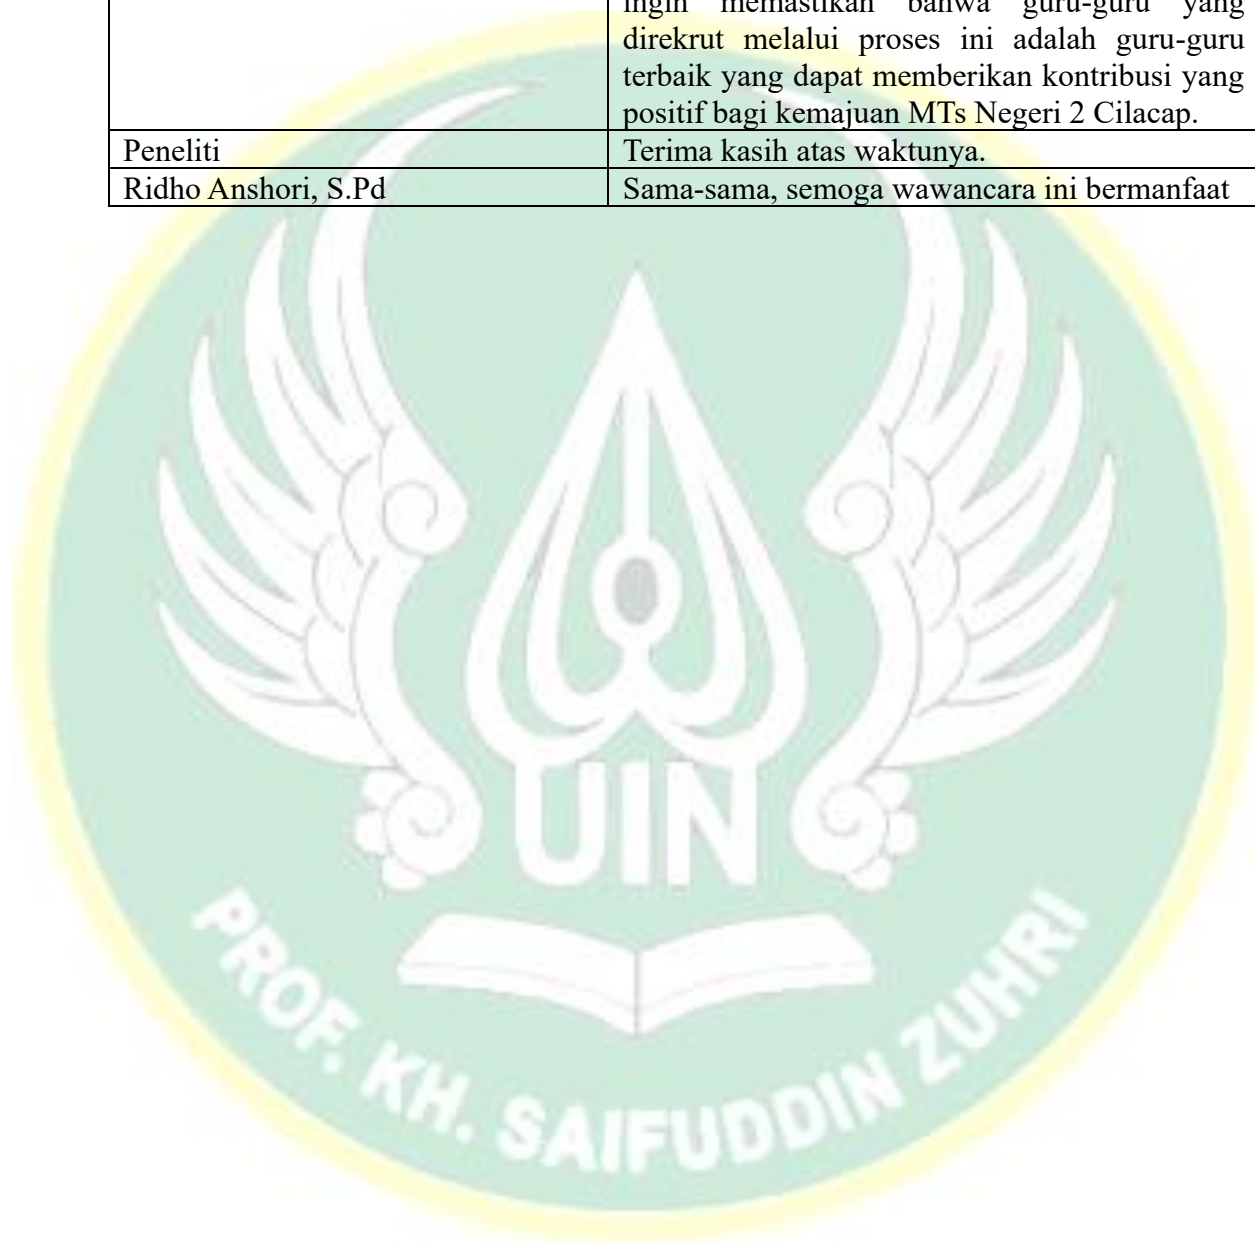 ingin memastikan bahwa guru-guru yang
direkrut melalui proses ini adalah guru-guru
terbaik yang dapat memberikan kontribusi yang
positif bagi kemajuan MTs Negeri 2 Cilacap.
Peneliti
Terima kasih atas waktunya.
Ridho Anshori, S.Pd
Sama-sama, semoga wawancara ini bermanfaat
UIN
PROF. KH. SAIFUDDIN ZUHRI